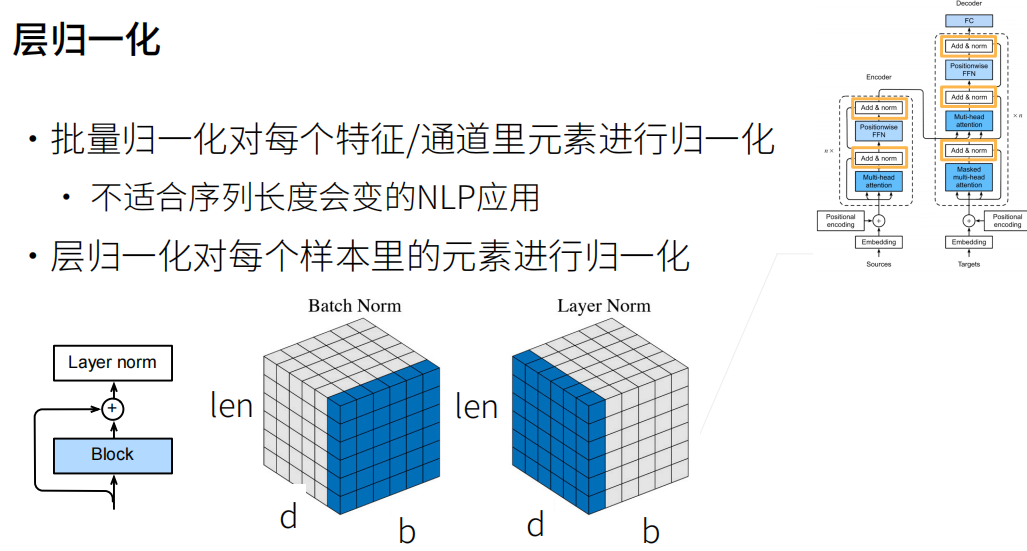 层归一化
• 批量归一化对每个特征/通道里元素进行归一化
• 不适合序列长度会变的NLP应用
• 层归一化对每个样本里的元素进行归一化
Layer norm
+
Block
Batch Norm
len
d
b
Layer Norm
len
d
b
Encoder
Add & norm
Positionwise
FFN
Add & norm
Multi-head
attention
n ×
Positional
encoding
+
Embedding
Sources
Decoder
FC
Add & norm
Positionwise
FFN
Add & norm
Muti-head
attention
Add & norm
Masked
multi-head
attention
× n
+
Positional
encoding
Embedding
Targets